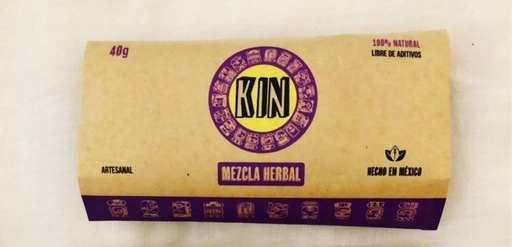 40g
100% NATURAL
LIBRE DE ADITIVOS
KIN
ARTESANAL
MEZCLA HERBAL
HECHO EN MÉXICO